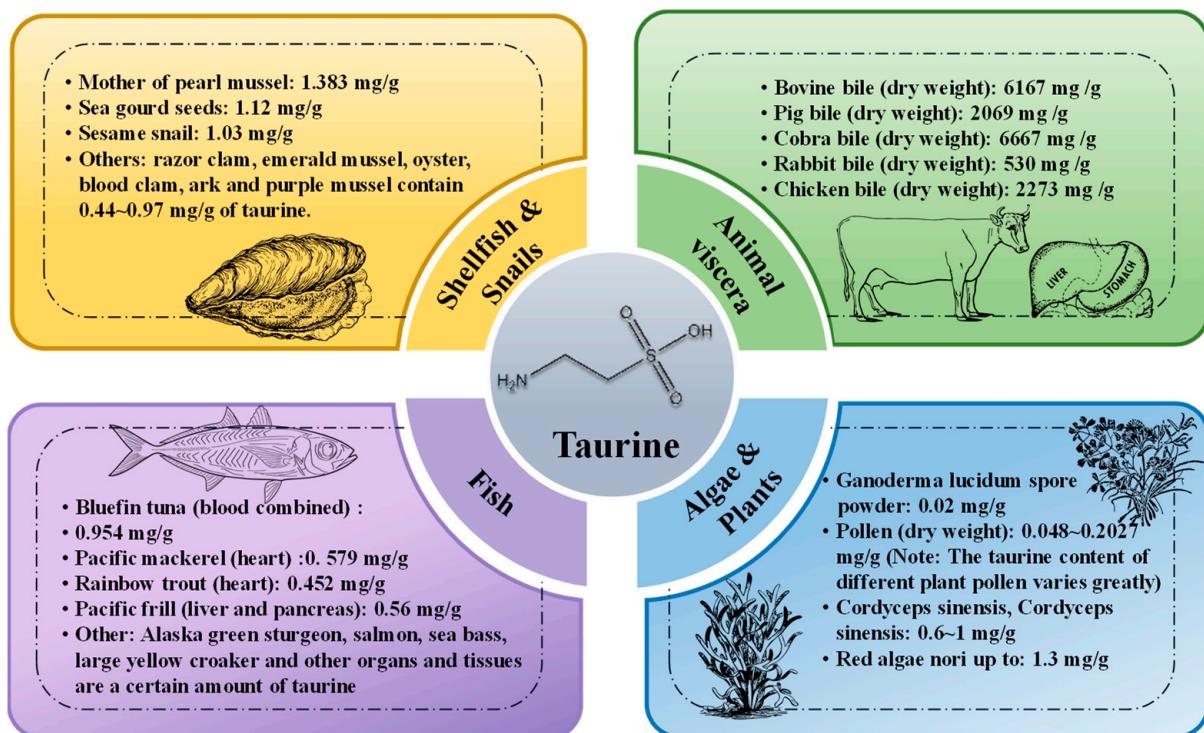 • Mother of pearl mussel: 1.383 mg/g
• Sea gourd seeds: 1.12 mg/g
• Sesame snail: 1.03 mg/g
• Others: razor clam, emerald mussel, oyster,
blood clam, ark and purple mussel contain
0.44~0.97 mg/g of taurine.
Shellfish &
Snails
• Bovine bile (dry weight): 6167 mg /g
• Pig bile (dry weight): 2069 mg /g
• Cobra bile (dry weight): 6667 mg /g
• Rabbit bile (dry weight): 530 mg /g
• Chicken bile (dry weight): 2273 mg /g
Animal
viscera
LIVER
STOMACH
O
OH
S
H₂N
O
Taurine
Fish
• Bluefin tuna (blood combined) :
• 0.954 mg/g
• Pacific mackerel (heart) :0. 579 mg/g
• Rainbow trout (heart): 0.452 mg/g
• Pacific frill (liver and pancreas): 0.56 mg/g
• Other: Alaska green sturgeon, salmon, sea bass,
large yellow croaker and other organs and tissues
are a certain amount of taurine
Algae &
Plants
• Ganoderma lucidum spore
powder: 0.02 mg/g
• Pollen (dry weight): 0.048~0.2027
mg/g (Note: The taurine content of
different plant pollen varies greatly)
• Cordyceps sinensis, Cordyceps
sinensis: 0.6~1 mg/g
• Red algae nori up to: 1.3 mg/g